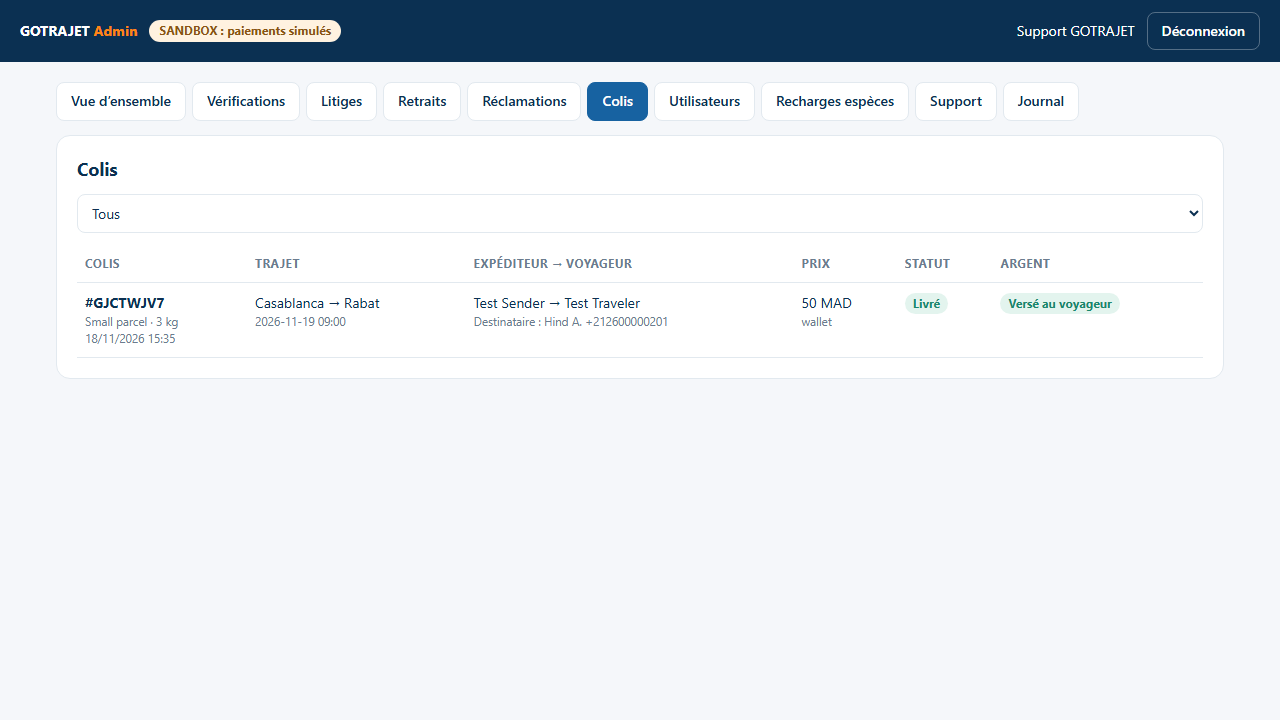 GOTRAJET Admin SANDBOX : paiements simulés Support GOTRAJET Déconnexion
Vue d’ensemble Vérifications Litiges Retraits Réclamations Colis Utilisateurs Recharges espèces Support Journal
Colis
Tous
COLIS TRAJET EXPÉDITEUR → VOYAGEUR PRIX STATUT ARGENT
#GJCTWJV7 Casablanca → Rabat Test Sender → Test Traveler 50 MAD Livré Versé au voyageur
Small parcel · 3 kg 2026-11-19 09:00 Destinataire : Hind A. +212600000201 wallet
18/11/2026 15:35